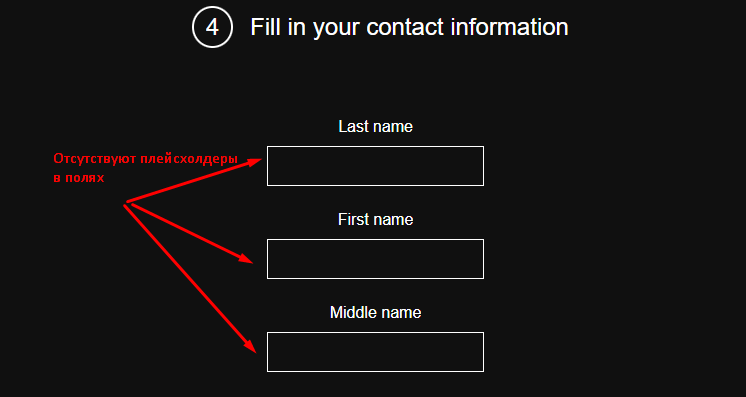 4 Fill in your contact information
Last name
Отсутствуют плейсхолдеры
в полях
First name
Middle name